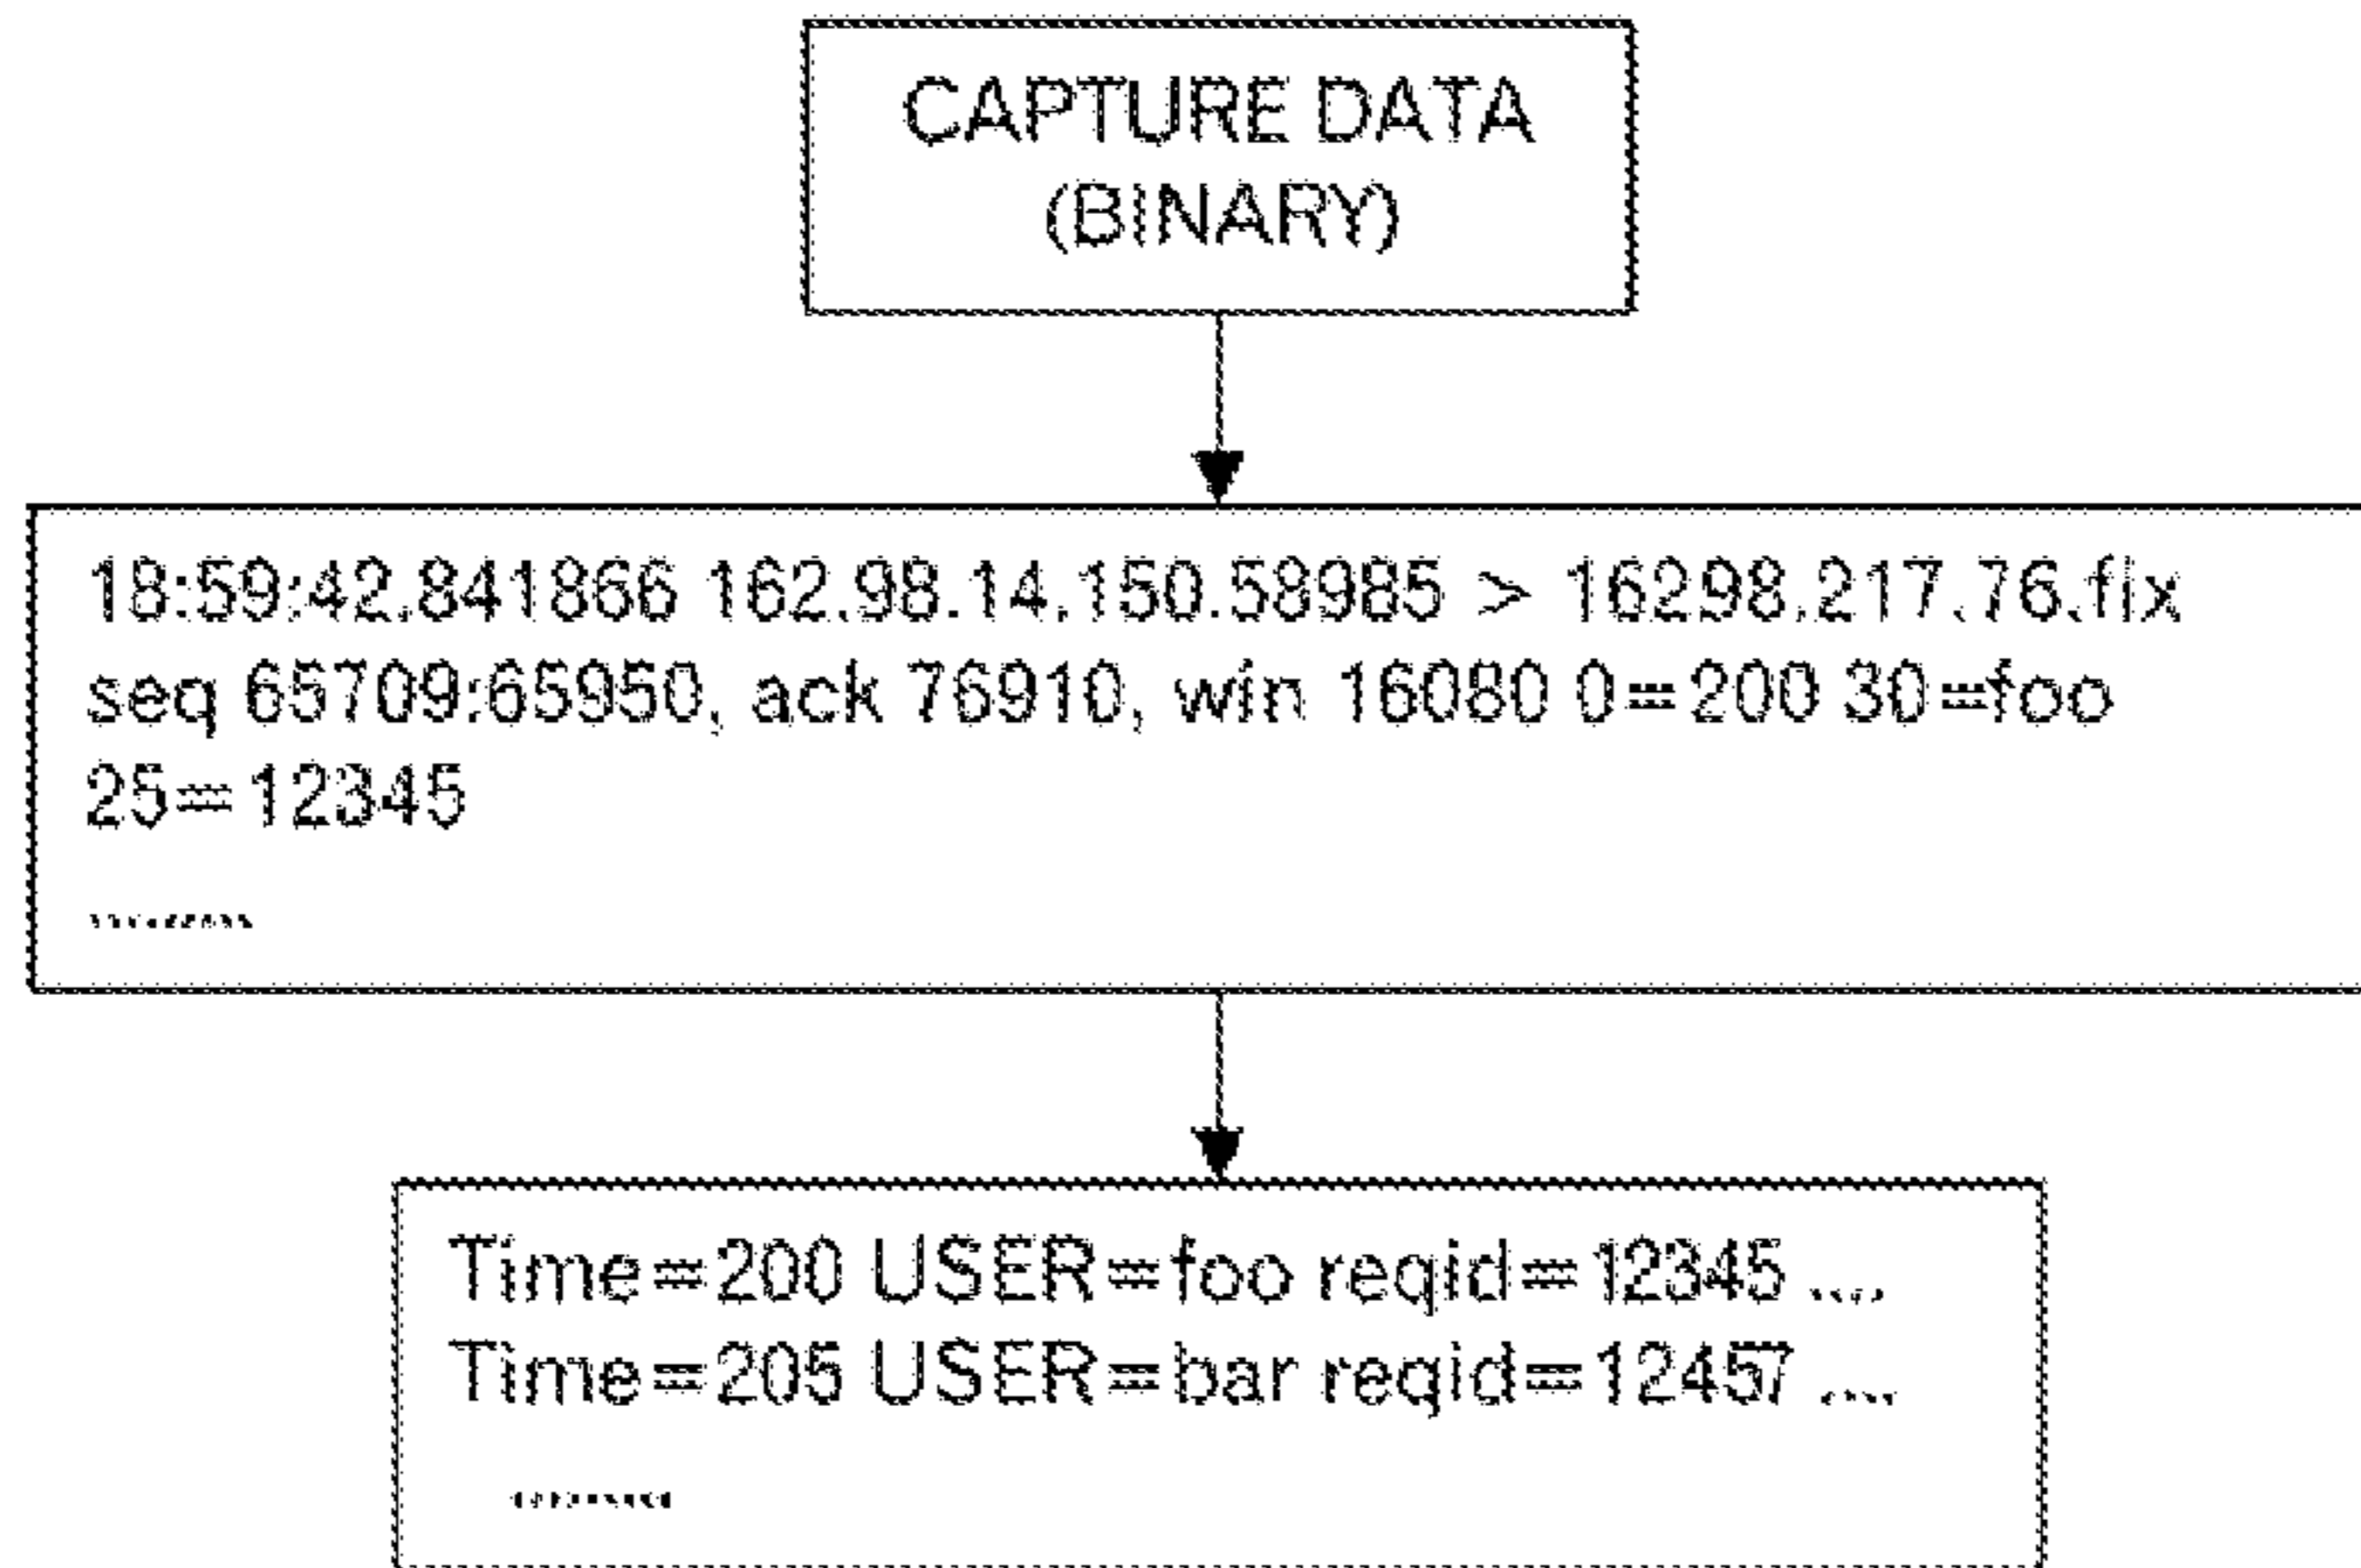 CAPTURE DATA
(BINARY)
18:59:42.841866 162.98.14.150.58985 > 16298.217.76.fix
seq 65709:65950, ack 76910, win 16080 0=200 30=foo
25=12345
.........
Time=200 USER=foo reqid=12345 ....
Time=205 USER=bar reqid=12457 ....
.........